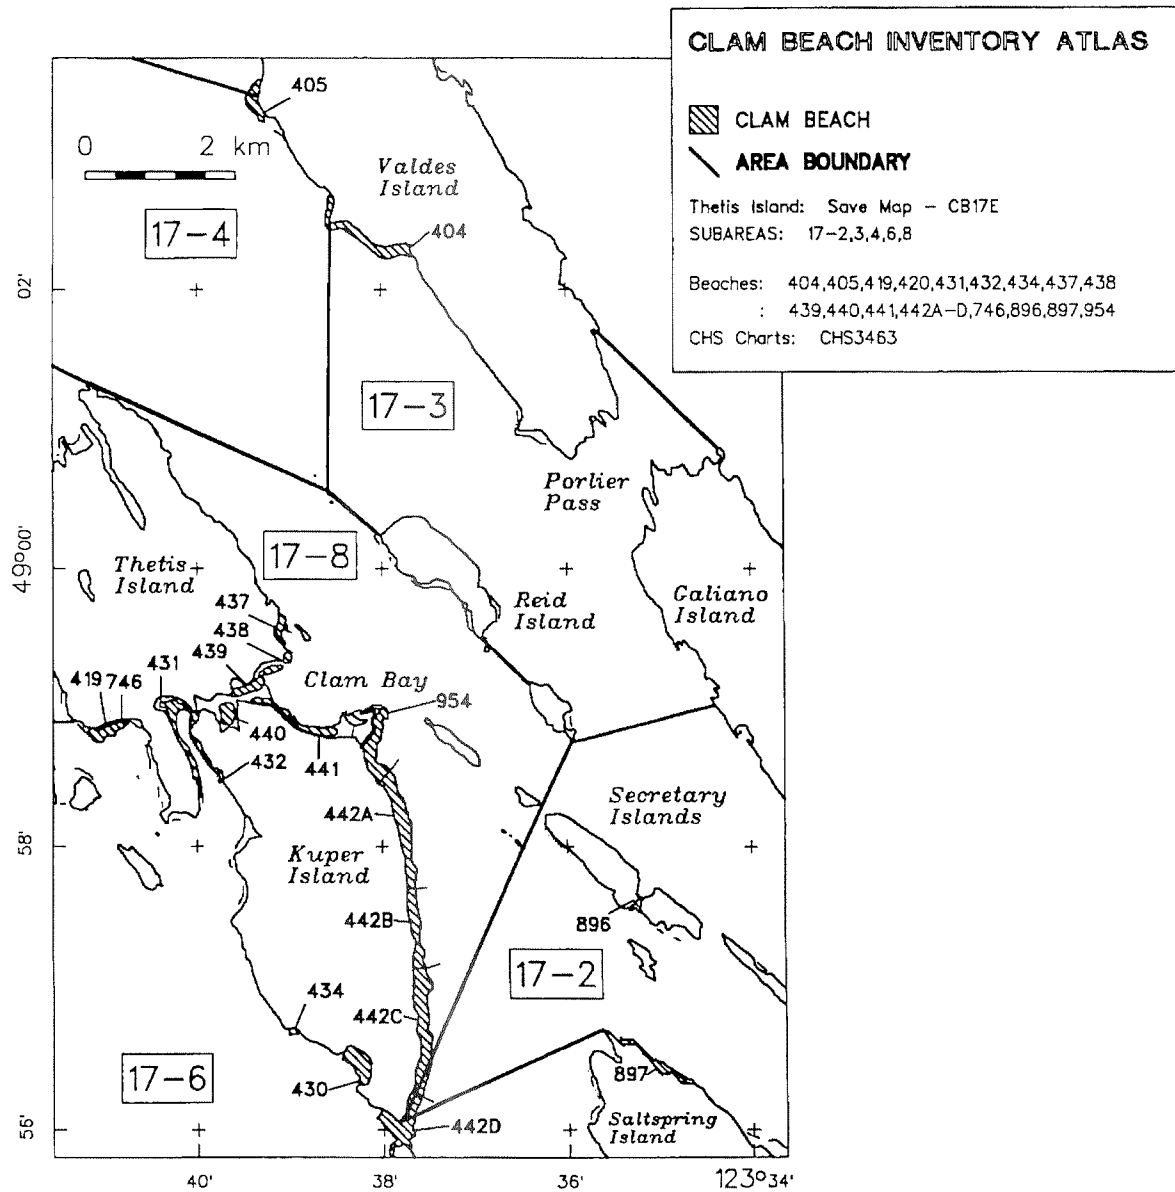 CLAM BEACH INVENTORY ATLAS
CLAM BEACH
AREA BOUNDARY
Thetis Island: Save Map - CB17E
SUBAREAS: 17-2,3,4,6,8
Beaches: 404,405,419,420,431,432,434,437,438
: 439,440,441,442A-D,746,896,897,954
CHS Charts: CHS3463
405
0 2 km
Valdes
Island
17-4
404
02'
17-3
Porlier
Pass
17-8
49°00'
Thetis
Island
Reid
Island
Galiano
Island
437
438
439
431
419 746
Clam Bay
954
440
441
432
Secretary
Islands
442A
58'
Kuper
Island
442B
896
17-2
434
442C
17-6
430
897
Saltspring
Island
442D
56'
40'
38'
36'
123°34'